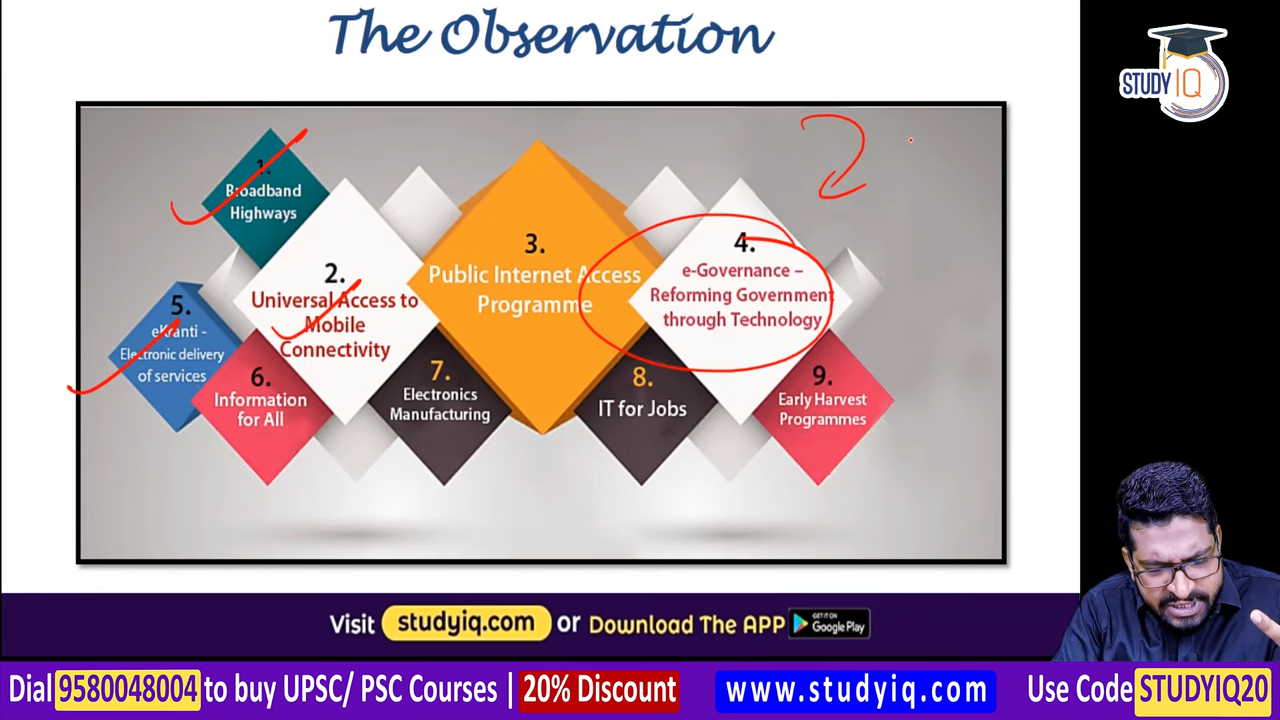 The Observation
STUDY IQ
1.
Broadband
Highways
2.
Universal Access to
Mobile
Connectivity
3.
Public Internet Access
Programme
4.
e-Governance –
Reforming Government
through Technology
5.
eKranti -
Electronic delivery
of services
6.
Information
for All
7.
Electronics
Manufacturing
8.
IT for Jobs
9.
Early Harvest
Programmes
Visit studyiq.com or Download The APP GET IT ON Google Play
Dial 9580048004 to buy UPSC/ PSC Courses | 20% Discount www.studyiq.com Use Code STUDYIQ20